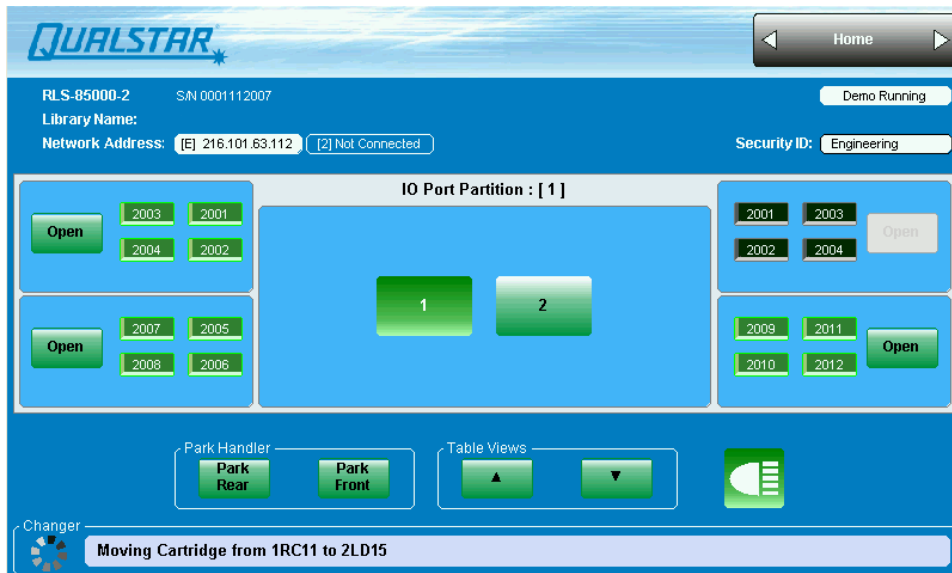 QUALSTAR
Home
RLS-85000-2 S/N 0001112007
Demo Running
Library Name:
Network Address: [E] 216.101.63.112 [2] Not Connected
Security ID: Engineering
IO Port Partition : [ 1 ]
Open
2003 2001
2004 2002
Open
2007 2005
2008 2006
1 2
2001 2003
2002 2004
Open
2009 2011
2010 2012
Open
Park Handler
Park
Rear
Park
Front
Table Views
▲ ▼
Changer
Moving Cartridge from 1RC11 to 2LD15